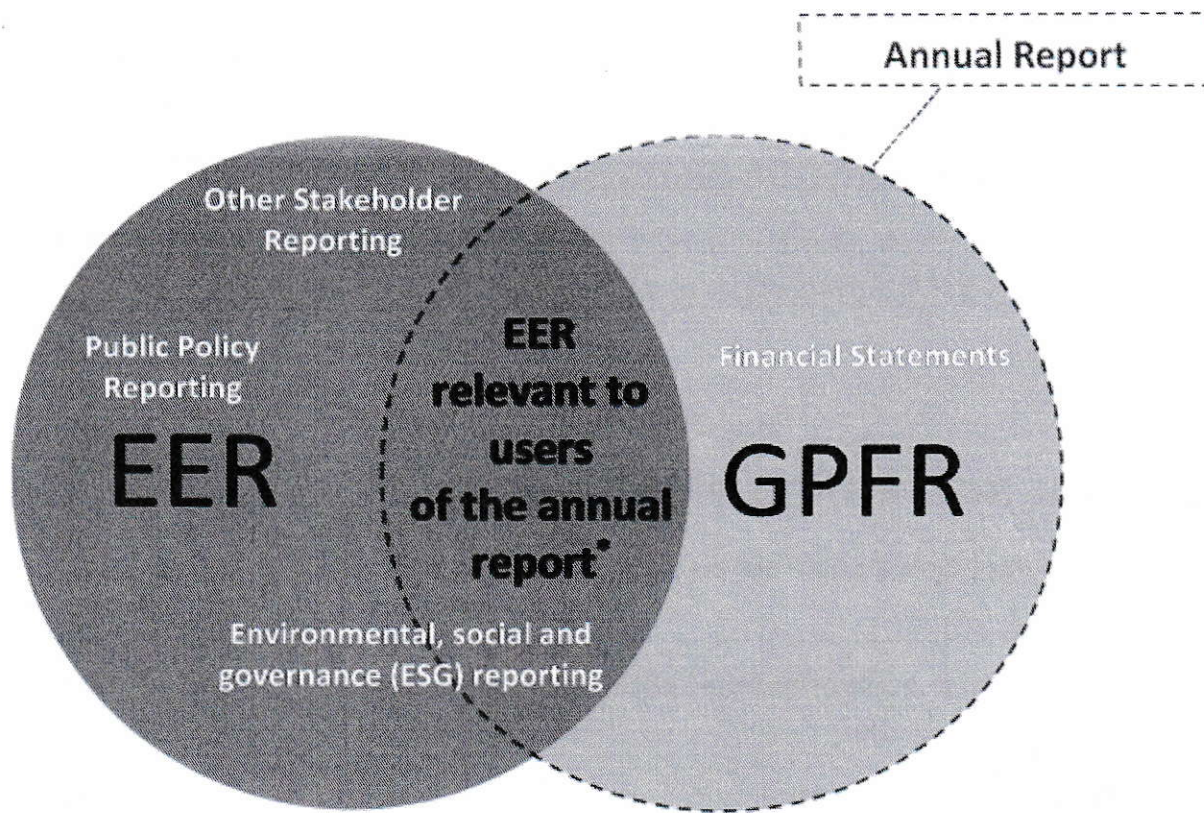 Annual Report
Other Stakeholder
Reporting
Public Policy
Reporting
EER
EER
relevant to
users
of the annual
report*
Financial Statements
GPFR
Environmental, social and
governance (ESG) reporting